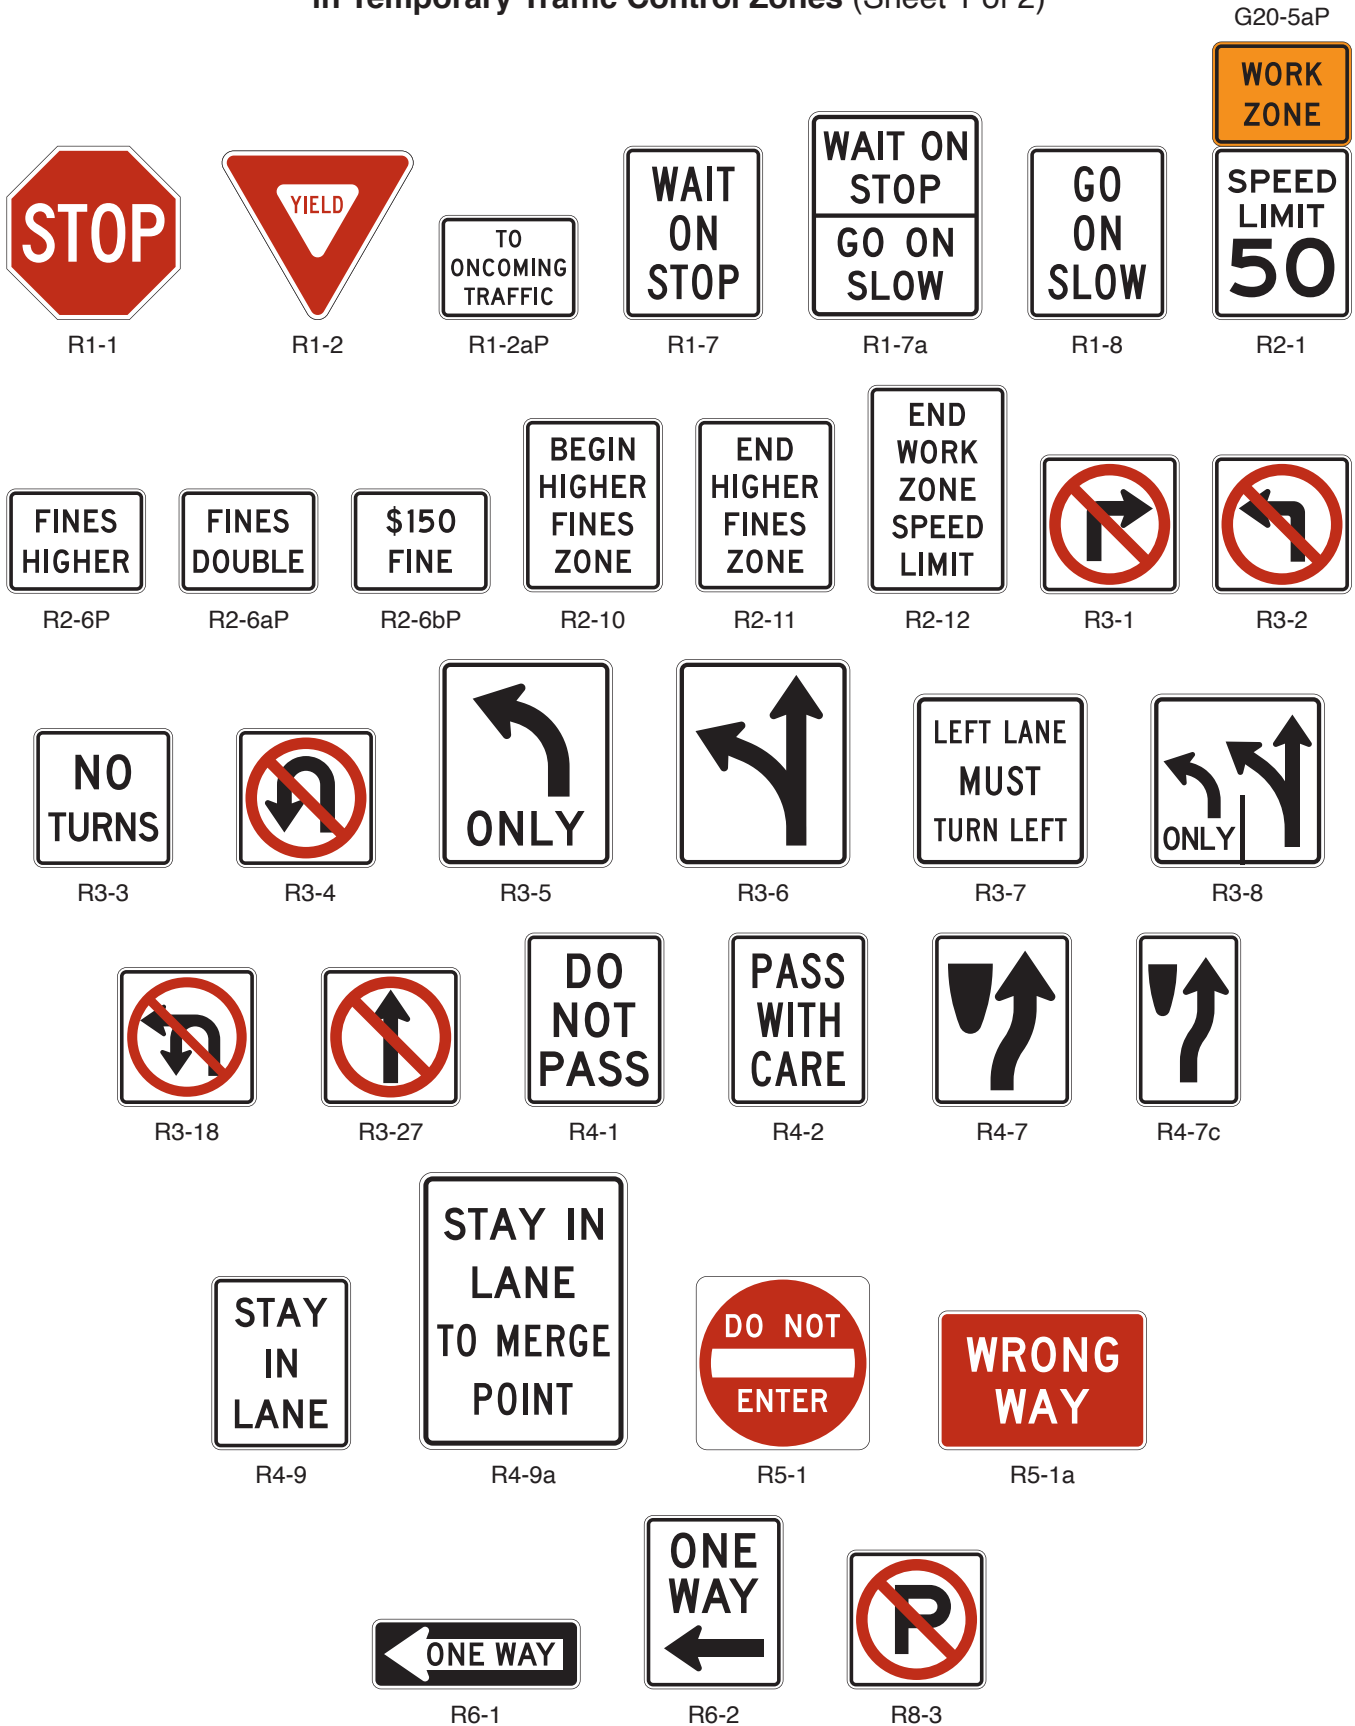 in Temporary Traffic Control Zones (Sheet 1 of 2)
G20-5aP
WORK
ZONE
STOP
R1-1
YIELD
R1-2
TO
ONCOMING
TRAFFIC
R1-2aP
WAIT
ON
STOP
R1-7
WAIT ON
STOP
GO ON
SLOW
R1-7a
GO
ON
SLOW
R1-8
SPEED
LIMIT
50
R2-1
FINES
HIGHER
R2-6P
FINES
DOUBLE
R2-6aP
$150
FINE
R2-6bP
BEGIN
HIGHER
FINES
ZONE
R2-10
END
HIGHER
FINES
ZONE
R2-11
END
WORK
ZONE
SPEED
LIMIT
R2-12
R3-1
R3-2
NO
TURNS
R3-3
R3-4
ONLY
R3-5
R3-6
LEFT LANE
MUST
TURN LEFT
R3-7
ONLY
R3-8
R3-18
R3-27
DO
NOT
PASS
R4-1
PASS
WITH
CARE
R4-2
R4-7
R4-7c
STAY
IN
LANE
R4-9
STAY IN
LANE
TO MERGE
POINT
R4-9a
DO NOT
ENTER
R5-1
WRONG
WAY
R5-1a
ONE WAY
R6-1
ONE
WAY
R6-2
P
R8-3